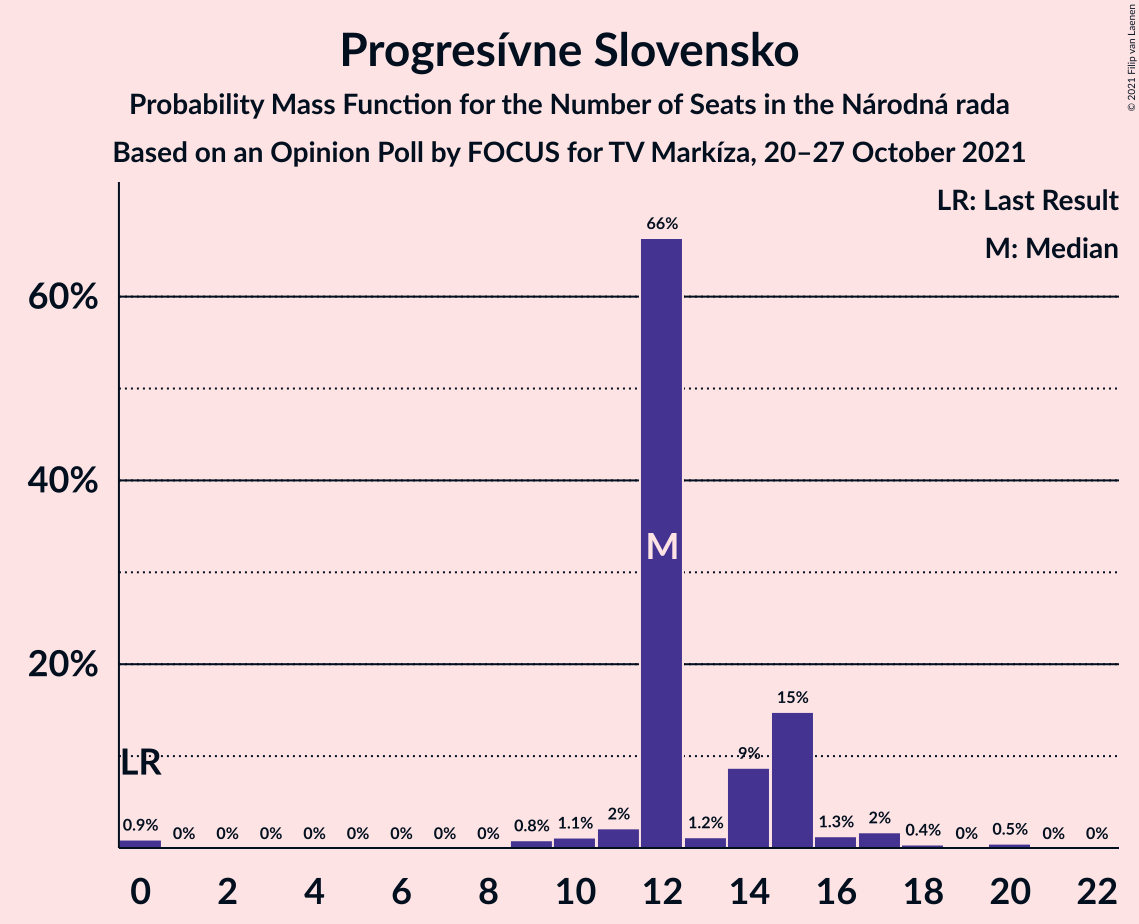 Progresívne Slovensko
Probability Mass Function for the Number of Seats in the Národná rada
Based on an Opinion Poll by FOCUS for TV Markíza, 20–27 October 2021
© 2021 Filip van Laenen
LR: Last Result
M: Median
60%
40%
20%
66%
M
LR
0.9%
0%
0%
0%
0%
0%
0%
0%
0%
0.8%
1.1%
2%
1.2%
9%
15%
1.3%
2%
0.4%
0%
0.5%
0%
0%
0 2 4 6 8 10 12 14 16 18 20 22